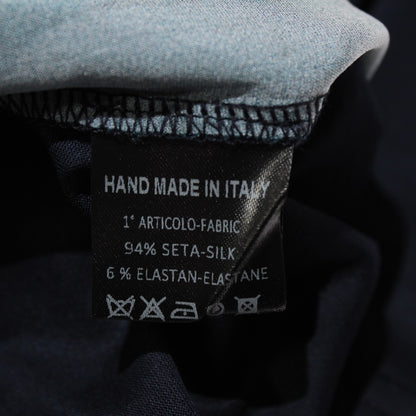 HAND MADE IN ITALY
1° ARTICOLO-FABRIC
94% SETA-SILK
6 % ELASTAN-ELASTANE